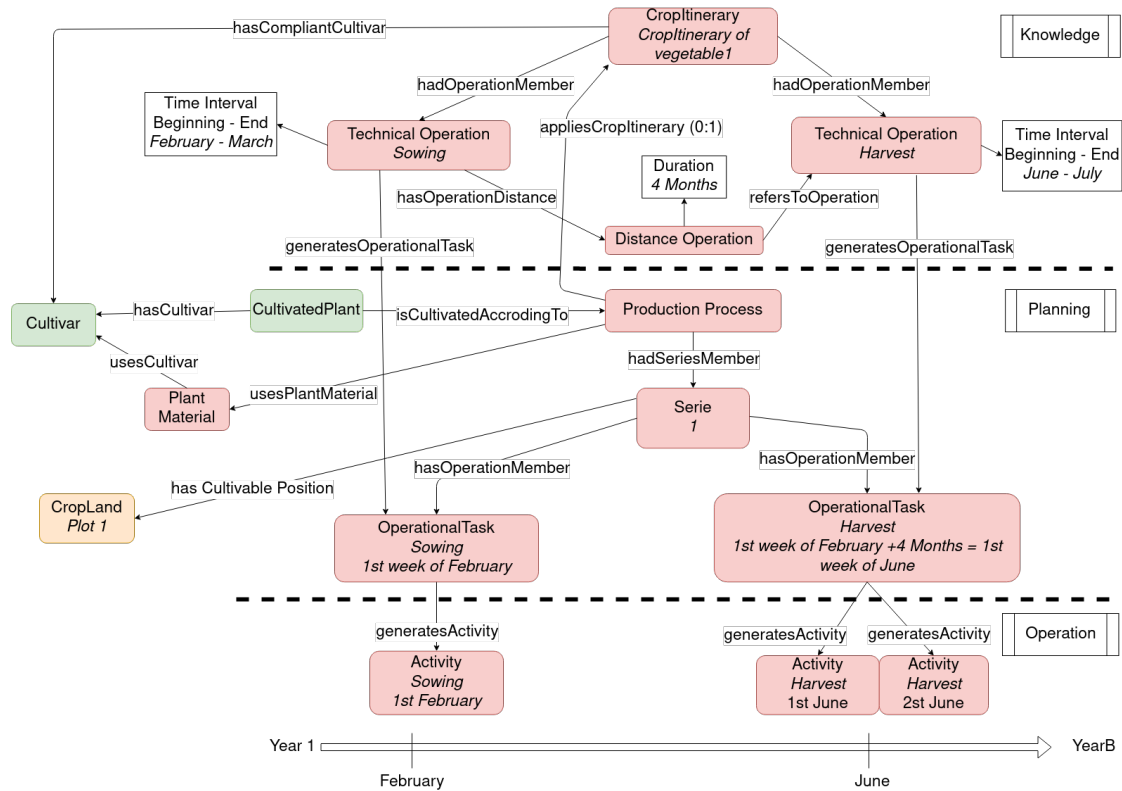 CropItinerary
CropItinerary of
vegetable1
Knowledge
hasCompliantCultivar
hadOperationMember
hadOperationMember
Time Interval
Beginning - End
February - March
Technical Operation
Sowing
appliesCropItinerary (0:1)
Technical Operation
Harvest
Time Interval
Beginning - End
June - July
Duration
4 Months
hasOperationDistance
refersToOperation
Distance Operation
generatesOperationalTask
generatesOperationalTask
Cultivar
hasCultivar
CultivatedPlant
isCultivatedAccrodingTo
Production Process
Planning
usesCultivar
hadSeriesMember
Plant
Material
usesPlantMaterial
Serie
1
hasOperationMember
hasOperationMember
has Cultivable Position
CropLand
Plot 1
OperationalTask
Sowing
1st week of February
OperationalTask
Harvest
1st week of February +4 Months = 1st
week of June
generatesActivity
generatesActivity
generatesActivity
Operation
Activity
Sowing
1st February
Activity
Harvest
1st June
Activity
Harvest
2st June
Year 1
YearB
February
June